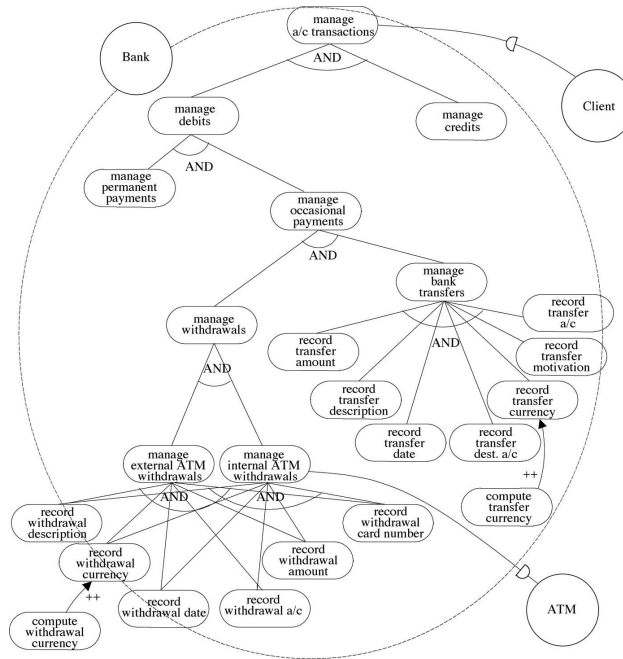 manage
a/c transactions
AND
Bank
Client
manage
debits
manage
credits
AND
manage
permanent
payments
manage
occasional
payments
AND
manage
bank
transfers
manage
withdrawals
record
transfer
a/c
record
transfer
amount
AND
record
transfer
motivation
AND
record
transfer
description
record
transfer
currency
record
transfer
date
record
transfer
dest. a/c
manage
external ATM
withdrawals
manage
internal ATM
withdrawals
++
compute
transfer
currency
AND
AND
record
withdrawal
description
record
withdrawal
card number
record
withdrawal
currency
record
withdrawal
amount
++
record
withdrawal date
record
withdrawal a/c
ATM
compute
withdrawal
currency